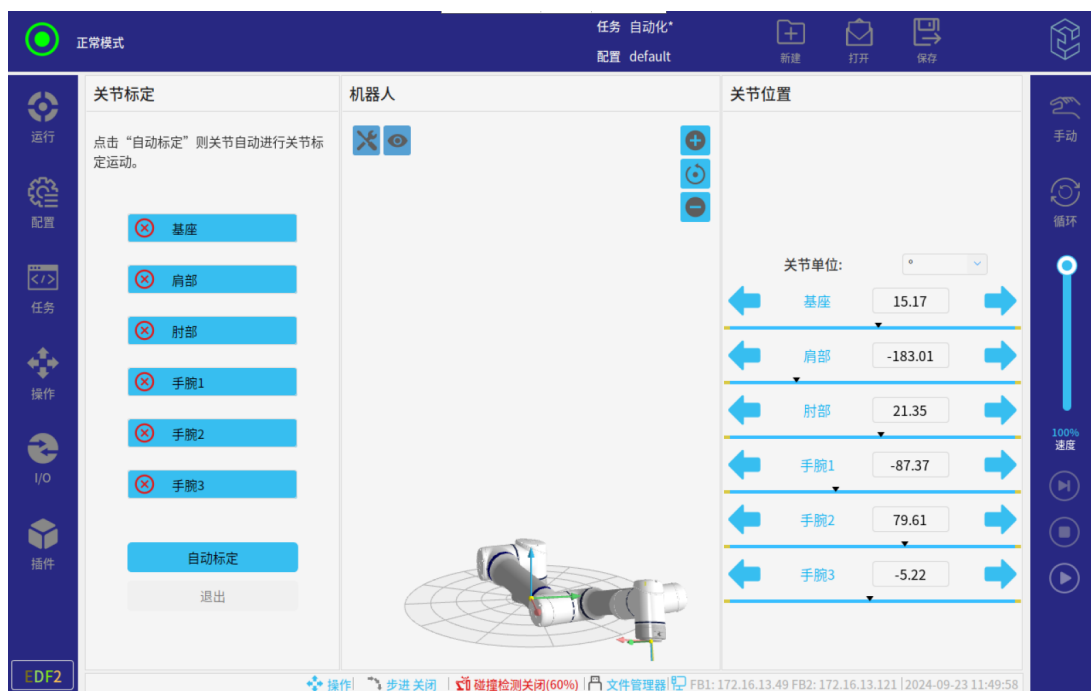 正常模式
任务 自动化*
配置 default
新建
打开
保存
运行
配置
任务
操作
I/O
插件
EDF2
关节标定
点击“自动标定”则关节自动进行关节标
定运动。
基座
肩部
肘部
手腕1
手腕2
手腕3
自动标定
退出
机器人
关节位置
关节单位: °
基座 15.17
肩部 -183.01
肘部 21.35
手腕1 -87.37
手腕2 79.61
手腕3 -5.22
手动
循环
100%
速度
操作 步进 关闭 碰撞检测关闭(60%) 文件管理器 FB1: 172.16.13.49 FB2: 172.16.13.121 2024-09-23 11:49:58